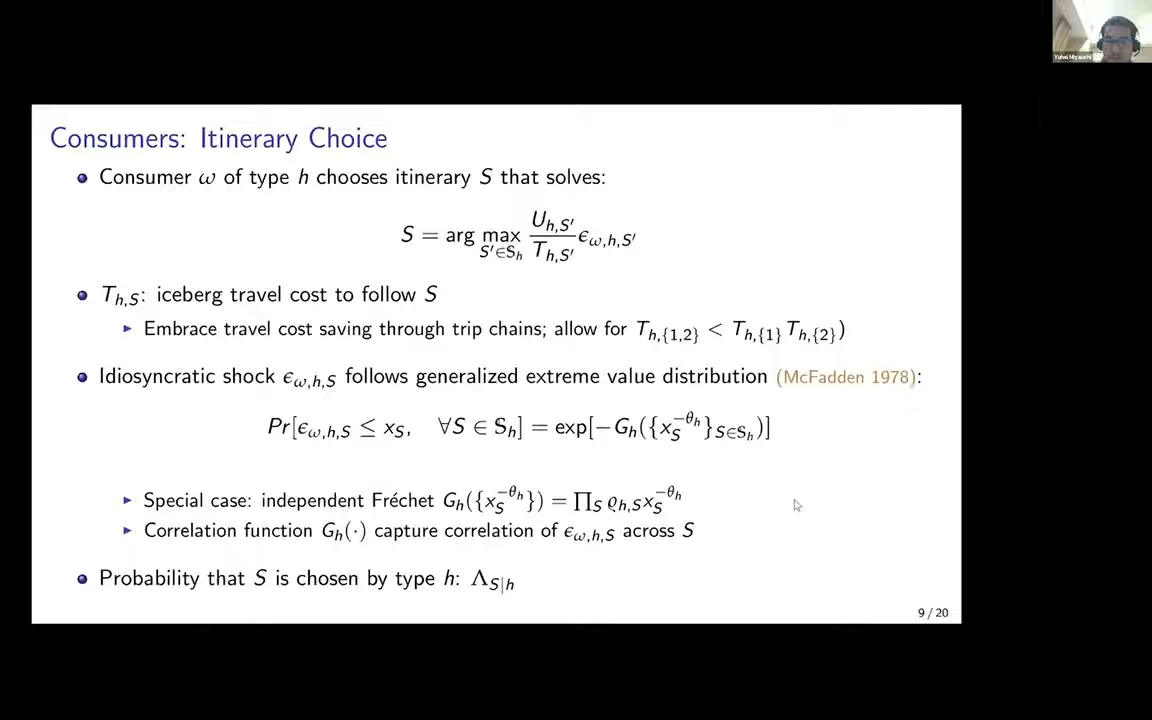 Yuhei Miyauchi
Consumers: Itinerary Choice
Consumer ω of type h chooses itinerary S that solves:
S = arg max_{S′∈𝕊_h} U_{h,S′} / T_{h,S′} ϵ_{ω,h,S′}
T_{h,S}: iceberg travel cost to follow S
Embrace travel cost saving through trip chains; allow for T_{h,{1,2}} < T_{h,{1}} T_{h,{2}})
Idiosyncratic shock ϵ_{ω,h,S} follows generalized extreme value distribution (McFadden 1978):
Pr[ϵ_{ω,h,S} ≤ x_S, ∀S ∈ 𝕊_h] = exp[−G_h({x_S^{−θ_h}}_{S∈𝕊_h})]
Special case: independent Fréchet G_h({x_S^{−θ_h}}) = ∏_S ϱ_{h,S} x_S^{−θ_h}
Correlation function G_h(·) capture correlation of ϵ_{ω,h,S} across S
Probability that S is chosen by type h: Λ_{S|h}
9 / 20